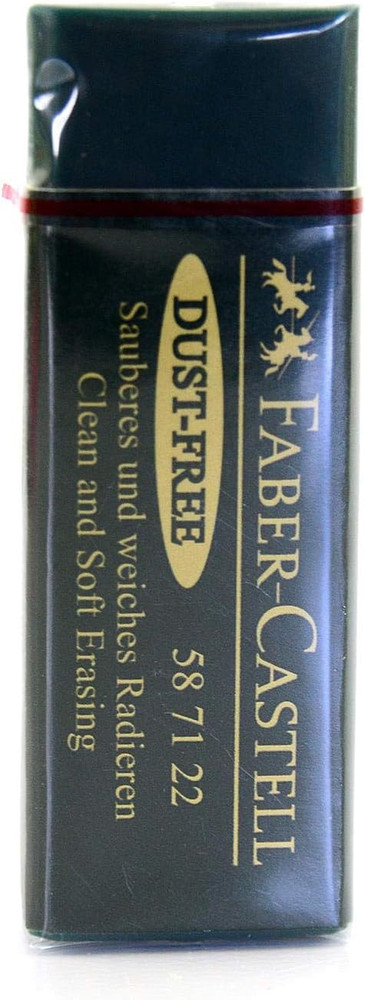 FABER-CASTELL
DUST-FREE 58 71 22
Sauberes und weiches Radieren
Clean and Soft Erasing